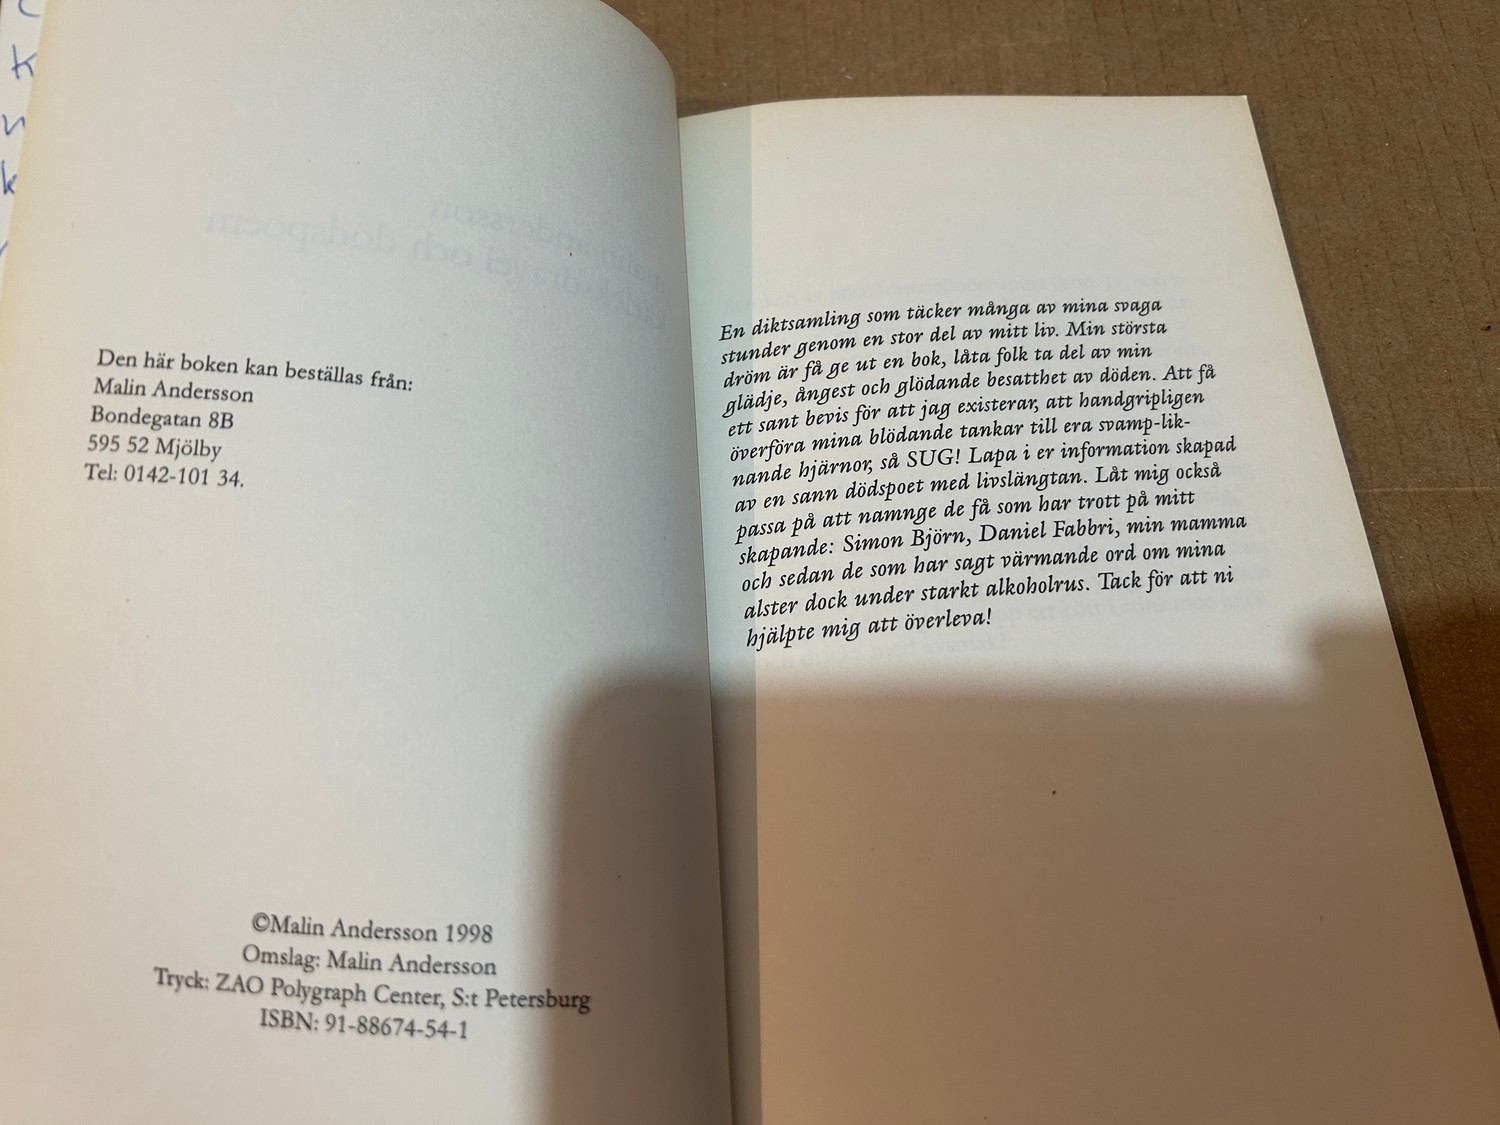 Den här boken kan beställas från:
Malin Andersson
Bondegatan 8B
595 52 Mjölby
Tel: 0142-101 34.
©Malin Andersson 1998
Omslag: Malin Andersson
Tryck: ZAO Polygraph Center, S:t Petersburg
ISBN: 91-88674-54-1
En diktsamling som täcker många av mina svaga
stunder genom en stor del av mitt liv. Min största
dröm är få ge ut en bok, låta folk ta del av min
glädje, ångest och glödande besatthet av döden. Att få
ett sant bevis för att jag existerar, att handgripligen
överföra mina blödande tankar till era svamp-lik-
nande hjärnor, så SUG! Lapa i er information skapad
av en sann dödspoet med livslängtan. Låt mig också
passa på att namnge de få som har trott på mitt
skapande: Simon Björn, Daniel Fabbri, min mamma
och sedan de som har sagt värmande ord om mina
alster dock under starkt alkoholrus. Tack för att ni
hjälpte mig att överleva!